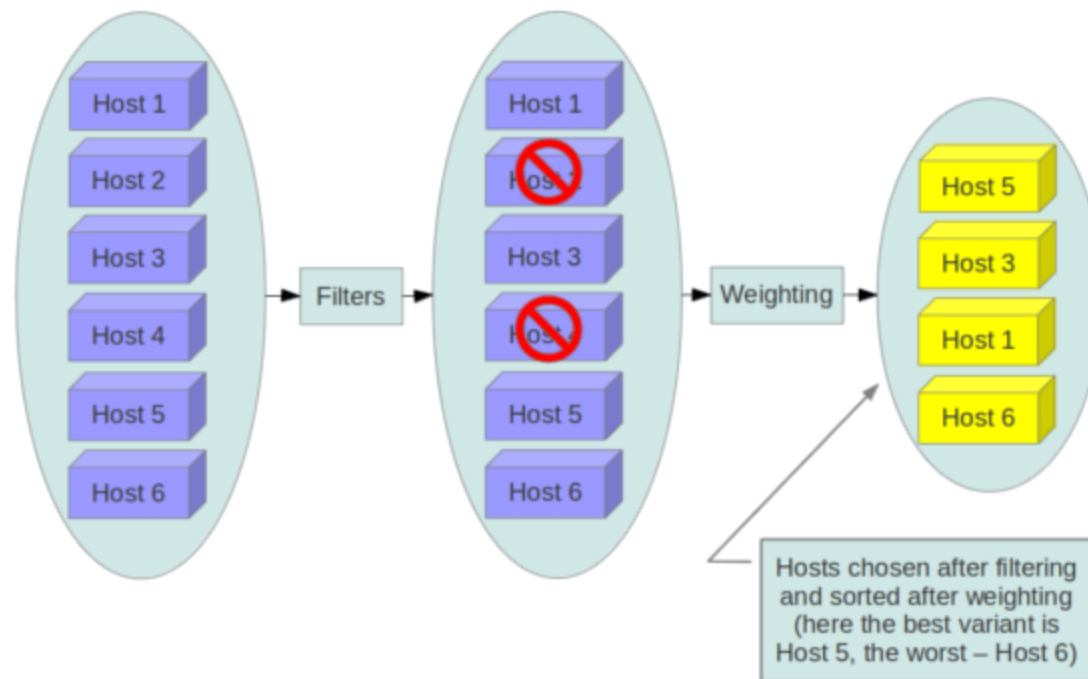 Host 1
Host 2
Host 3
Host 4
Host 5
Host 6
Filters
Host 1
Host
Host 3
Host
Host 5
Host 6
Weighting
Host 5
Host 3
Host 1
Host 6
Hosts chosen after filtering
and sorted after weighting
(here the best variant is
Host 5, the worst – Host 6)